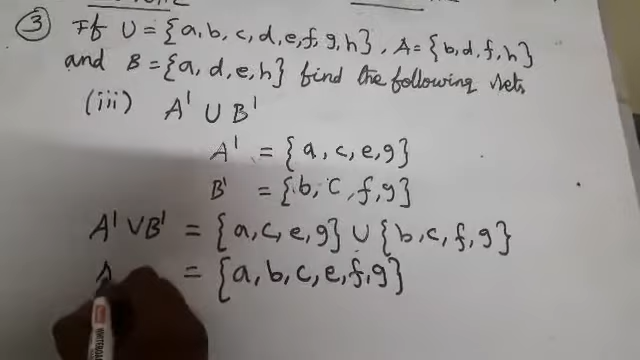 ③ If U = {a, b, c, d, e, f, g, h}, A = {b, d, f, h}
and B = {a, d, e, h} find the following sets
(iii) A' ∪ B'
A' = {a, c, e, g}
B' = {b, c, f, g}
A' ∪ B' = {a, c, e, g} ∪ {b, c, f, g}
A = {a, b, c, e, f, g}